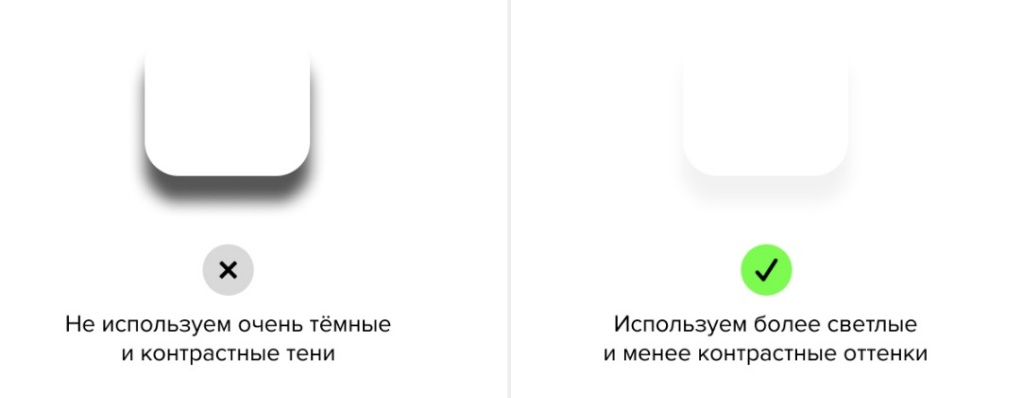 Не используем очень тёмные
и контрастные тени
Используем более светлые
и менее контрастные оттенки